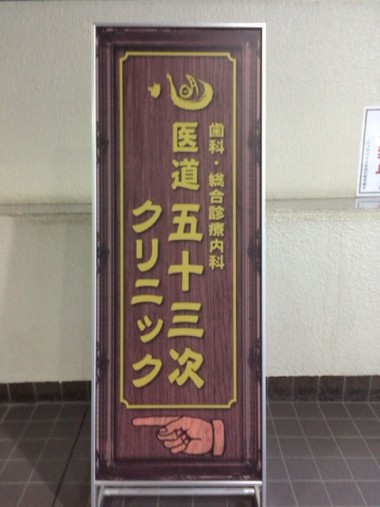 歯科・総合診療内科
医道五十三次
クリニック